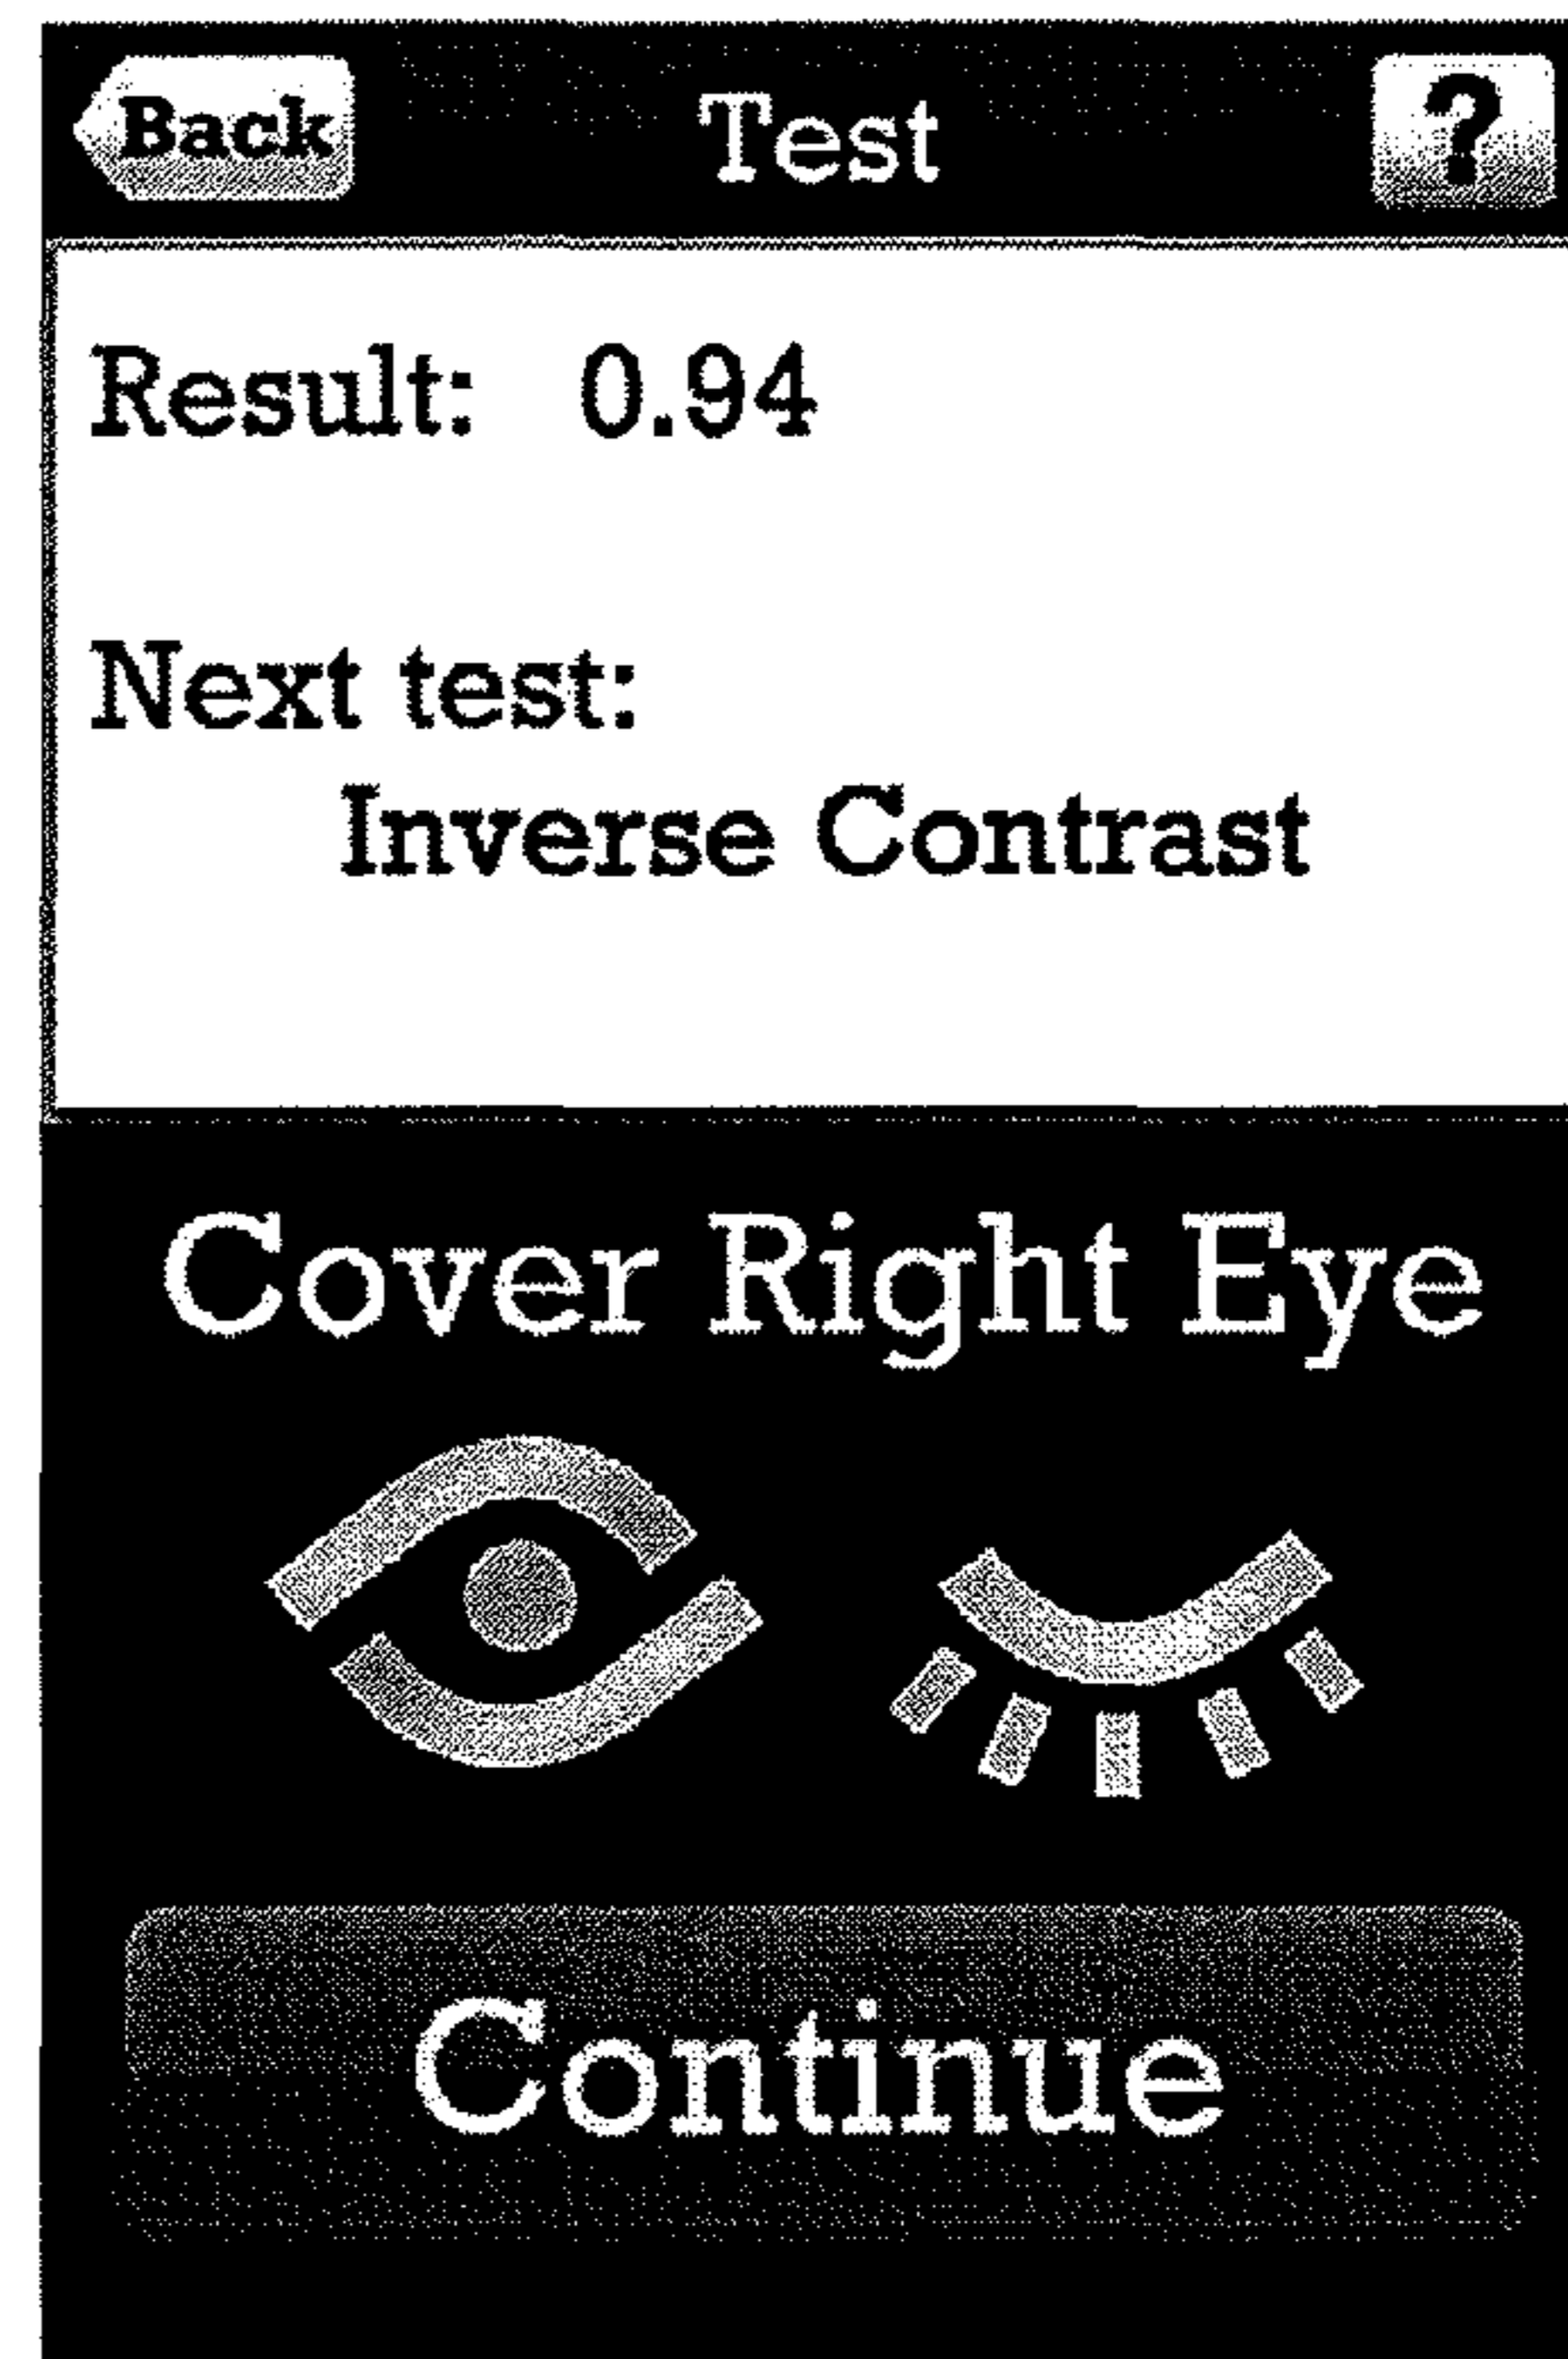 Back Test ?
Result: 0.94
Next test:
Inverse Contrast
Cover Right Eye
Continue